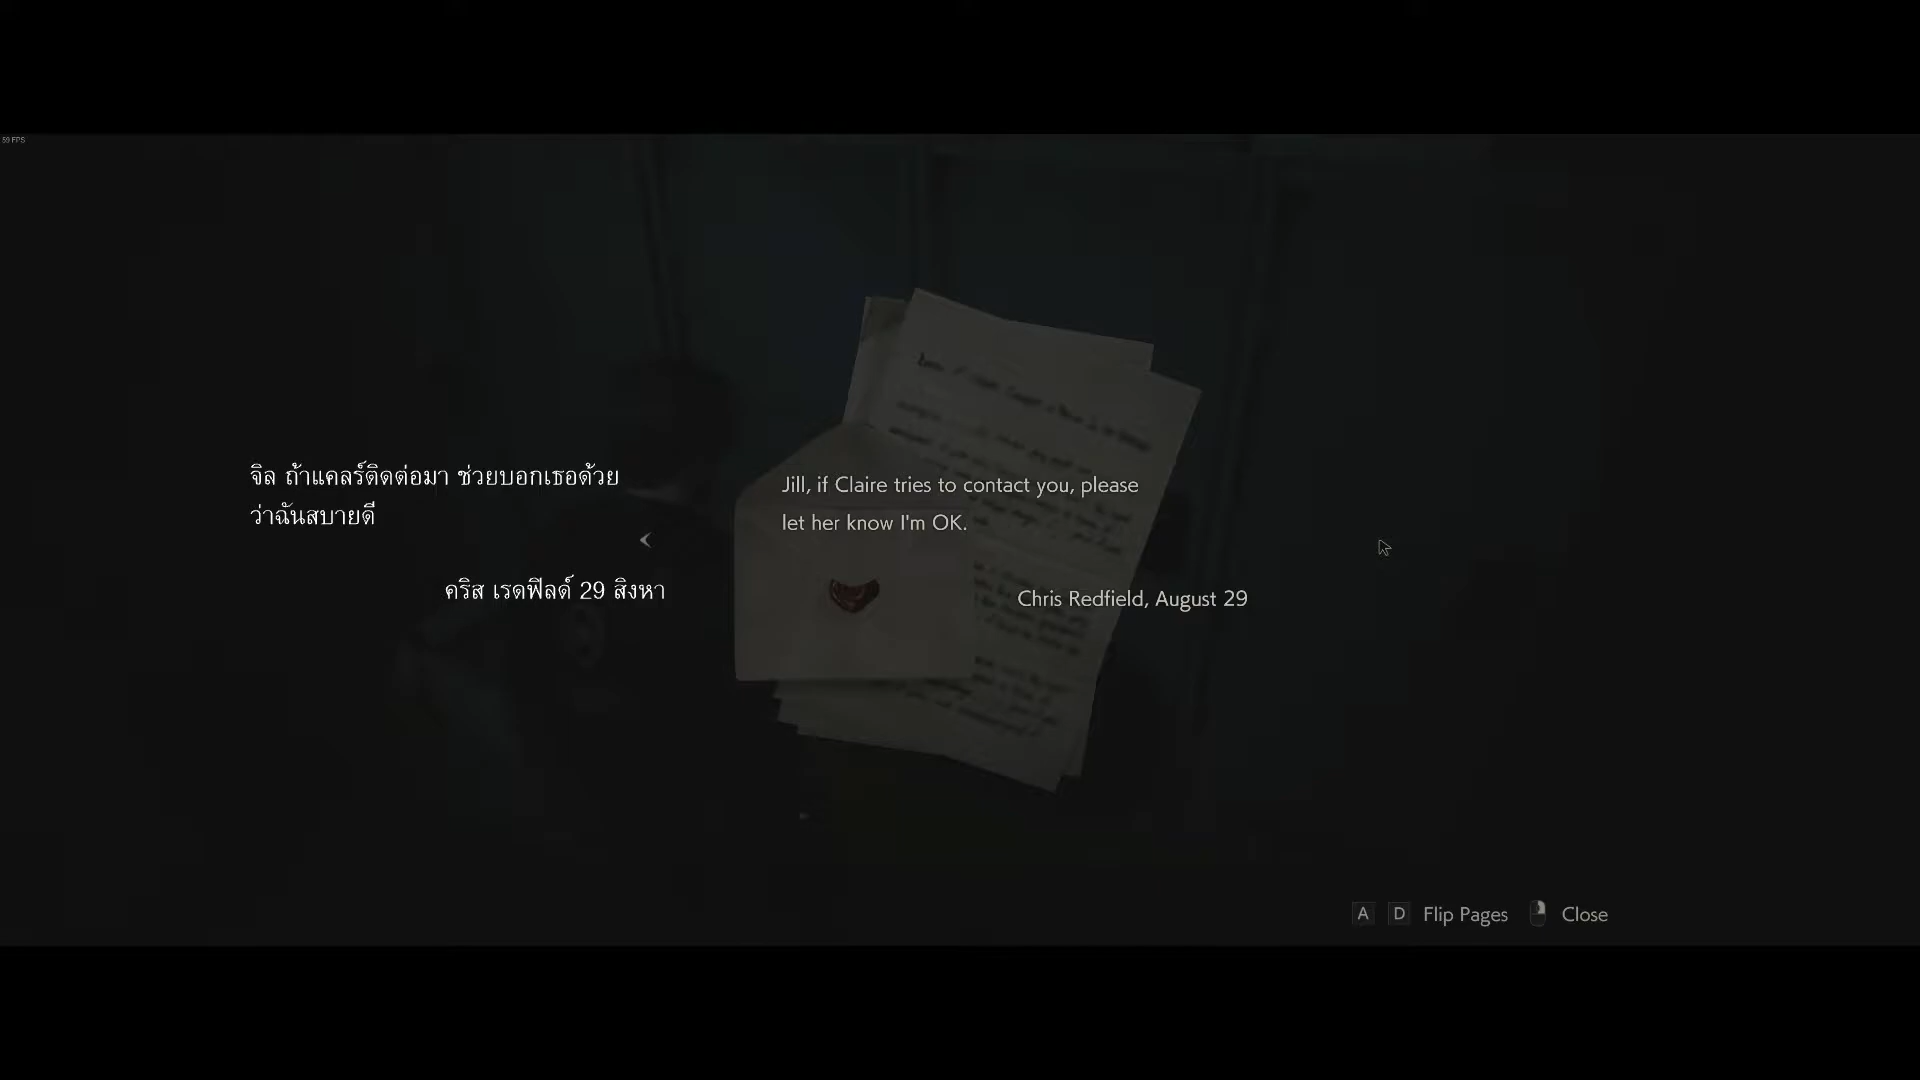 59 FPS
จิล ถ้าแคลร์ติดต่อมา ช่วยบอกเธอด้วย
ว่าฉันสบายดี
คริส เรดฟิลด์ 29 สิงหา
Jill, if Claire tries to contact you, please
let her know I'm OK.
Chris Redfield, August 29
A D Flip Pages Close